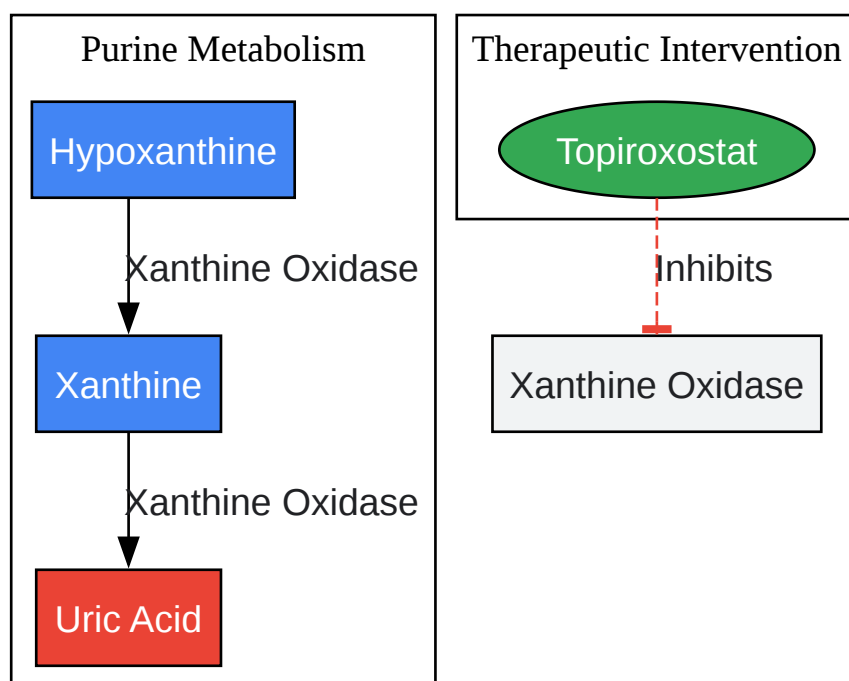 Purine Metabolism
Hypoxanthine
Xanthine Oxidase
Xanthine
Xanthine Oxidase
Uric Acid
Therapeutic Intervention
Topiroxostat
Inhibits
Xanthine Oxidase